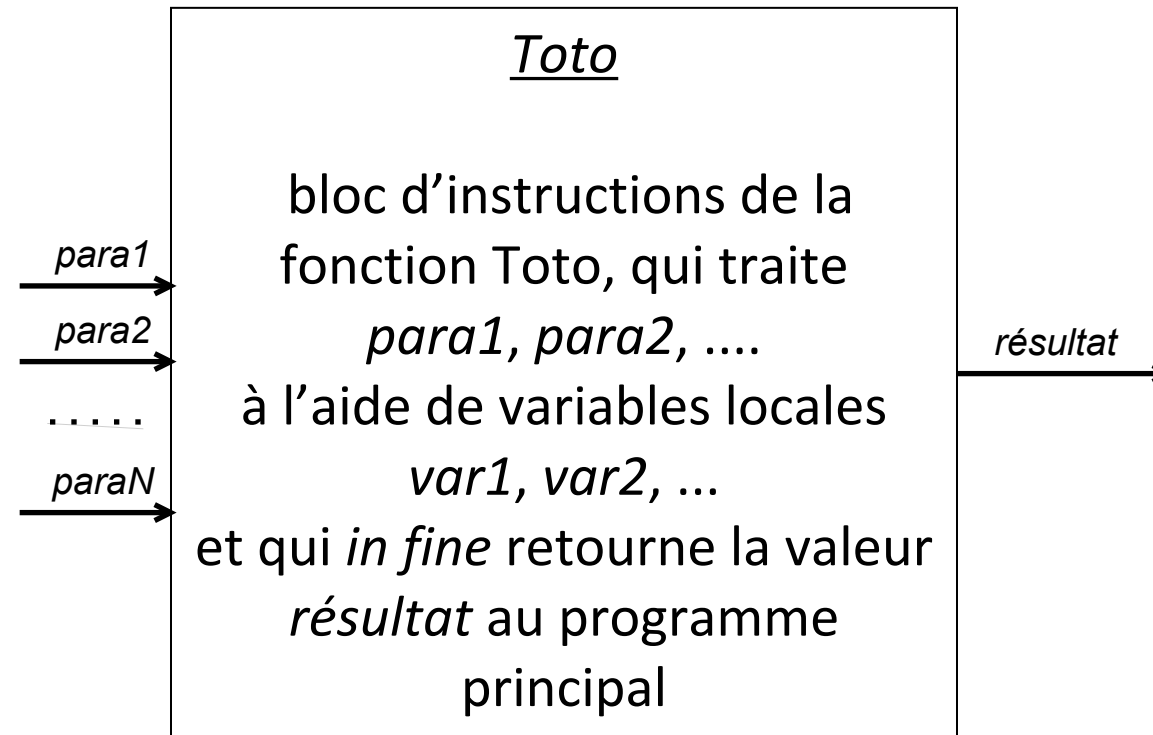 Toto
bloc d’instructions de la
fonction Toto, qui traite
para1, para2, ....
à l’aide de variables locales
var1, var2, ...
et qui in fine retourne la valeur
résultat au programme
principal
para1
para2
.....
paraN
résultat